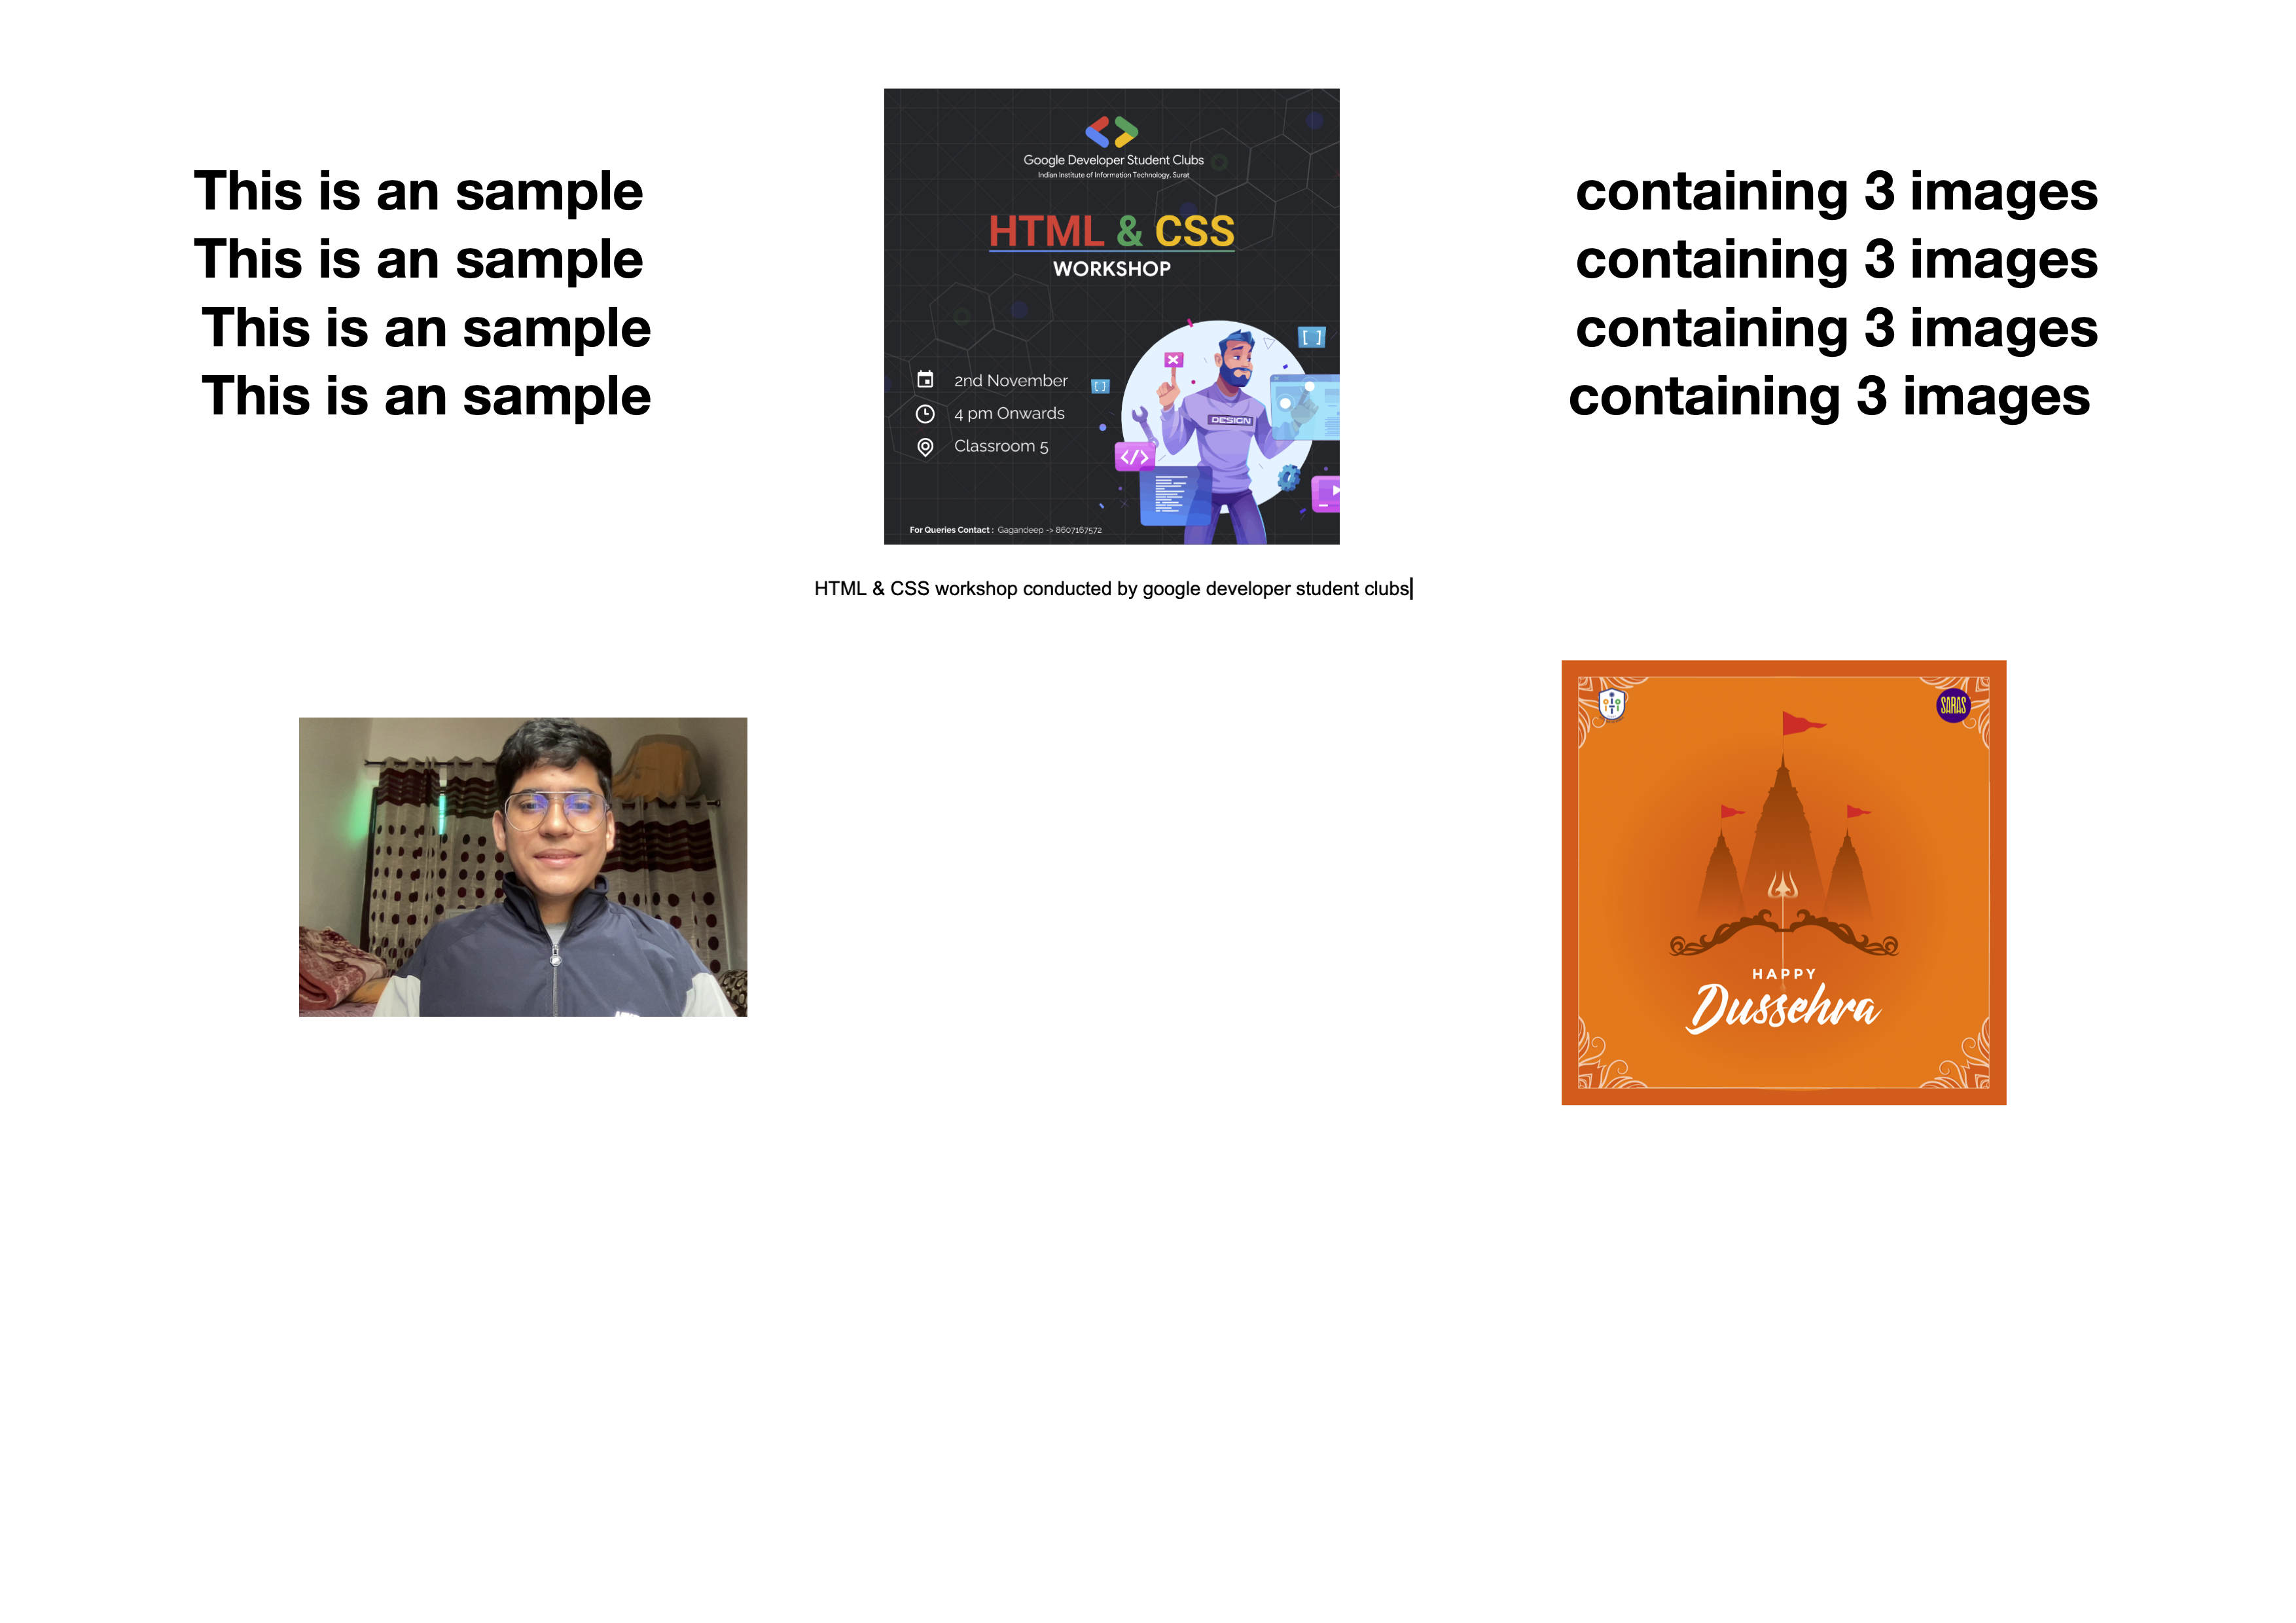 This is an sample
This is an sample
This is an sample
This is an sample
Google Developer Student Clubs
Indian Institute of Information Technology, Surat
HTML & CSS
WORKSHOP
2nd November
4 pm Onwards
Classroom 5
DESIGN
[ ]
[ ]
</>
For Queries Contact : Gagandeep -> 8607167572
containing 3 images
containing 3 images
containing 3 images
containing 3 images
HTML & CSS workshop conducted by google developer student clubs
SARAS
HAPPY
Dussehra